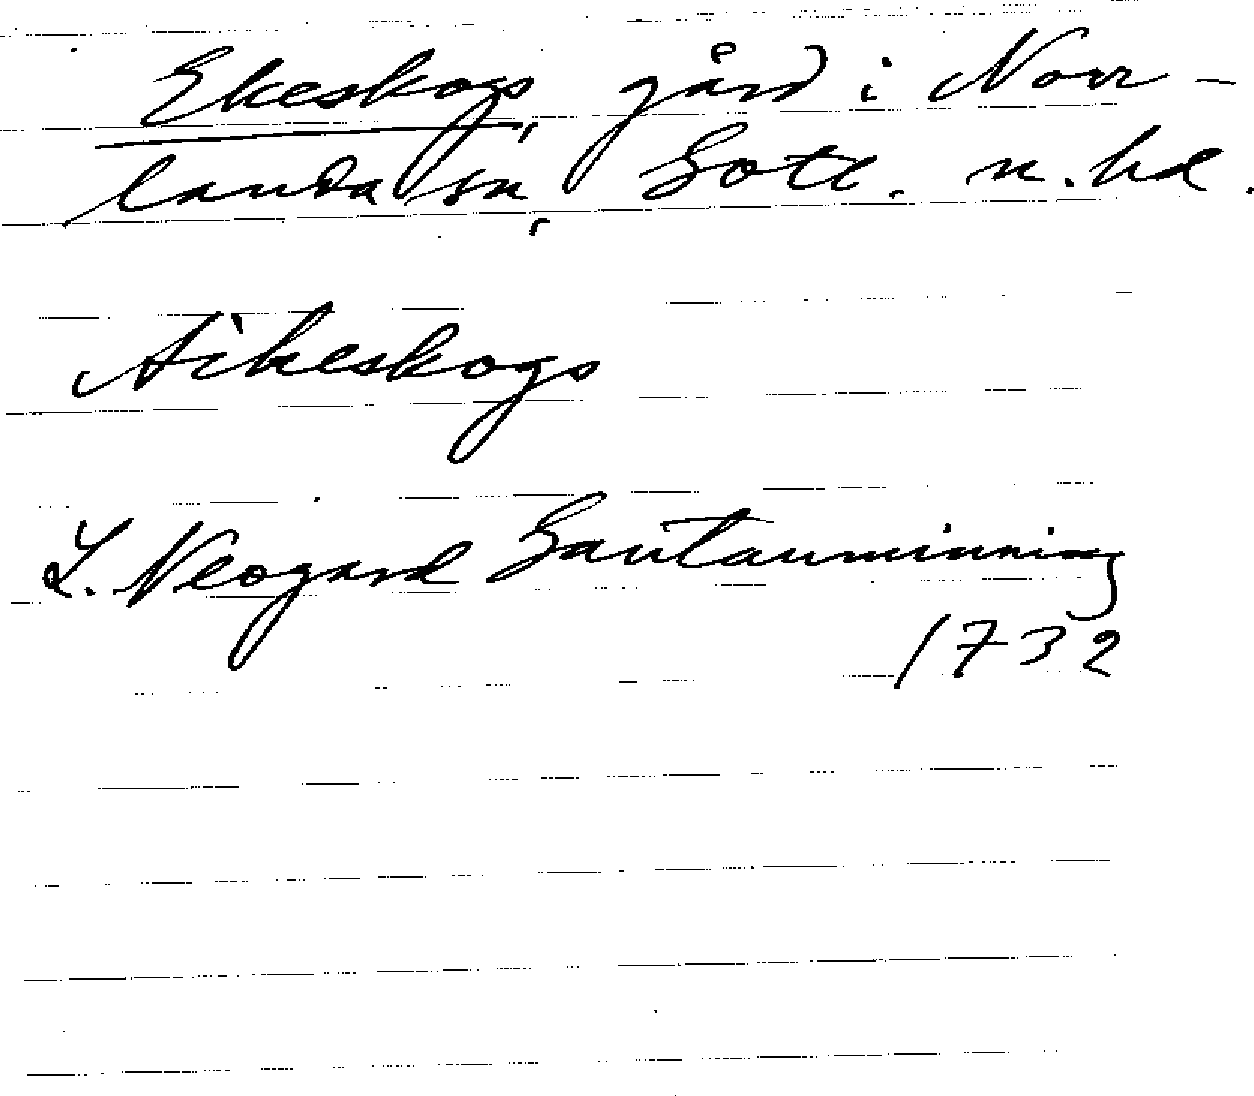 Ekeskogs, gård i Norr-
landa sn, Gotl. n. hd.
Aikeskogs
L. Neogard Gautauminning
1732